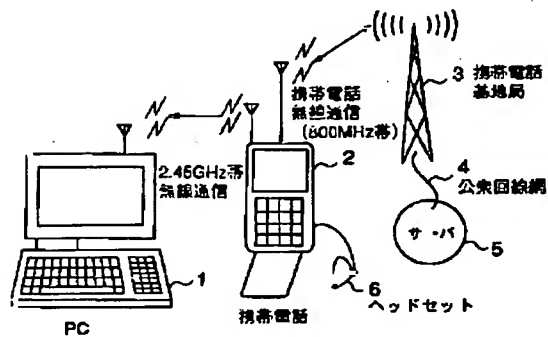 3 携帯電話
基地局
携帯電話
無線通信
(800MHz帯)
2
2.45GHz帯
無線通信
4
公衆回線網
サーバ
5
1
6
ヘッドセット
携帯電話
PC